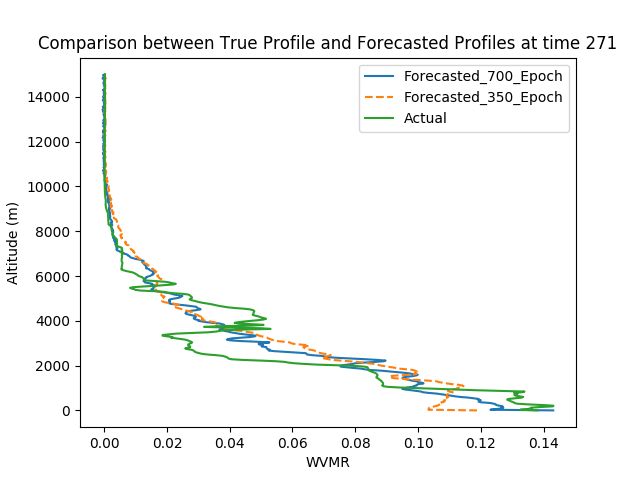 Comparison between True Profile and Forecasted Profiles at time 271
Forecasted_700_Epoch
Forecasted_350_Epoch
Actual
Altitude (m)
14000
12000
10000
8000
6000
4000
2000
0
0.00 0.02 0.04 0.06 0.08 0.10 0.12 0.14
WVMR